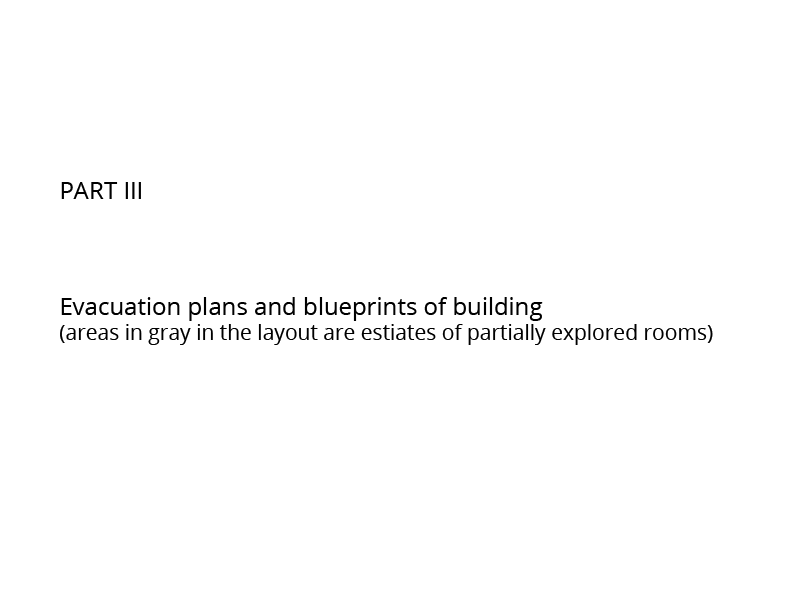 PART III
Evacuation plans and blueprints of building
(areas in gray in the layout are estiates of partially explored rooms)